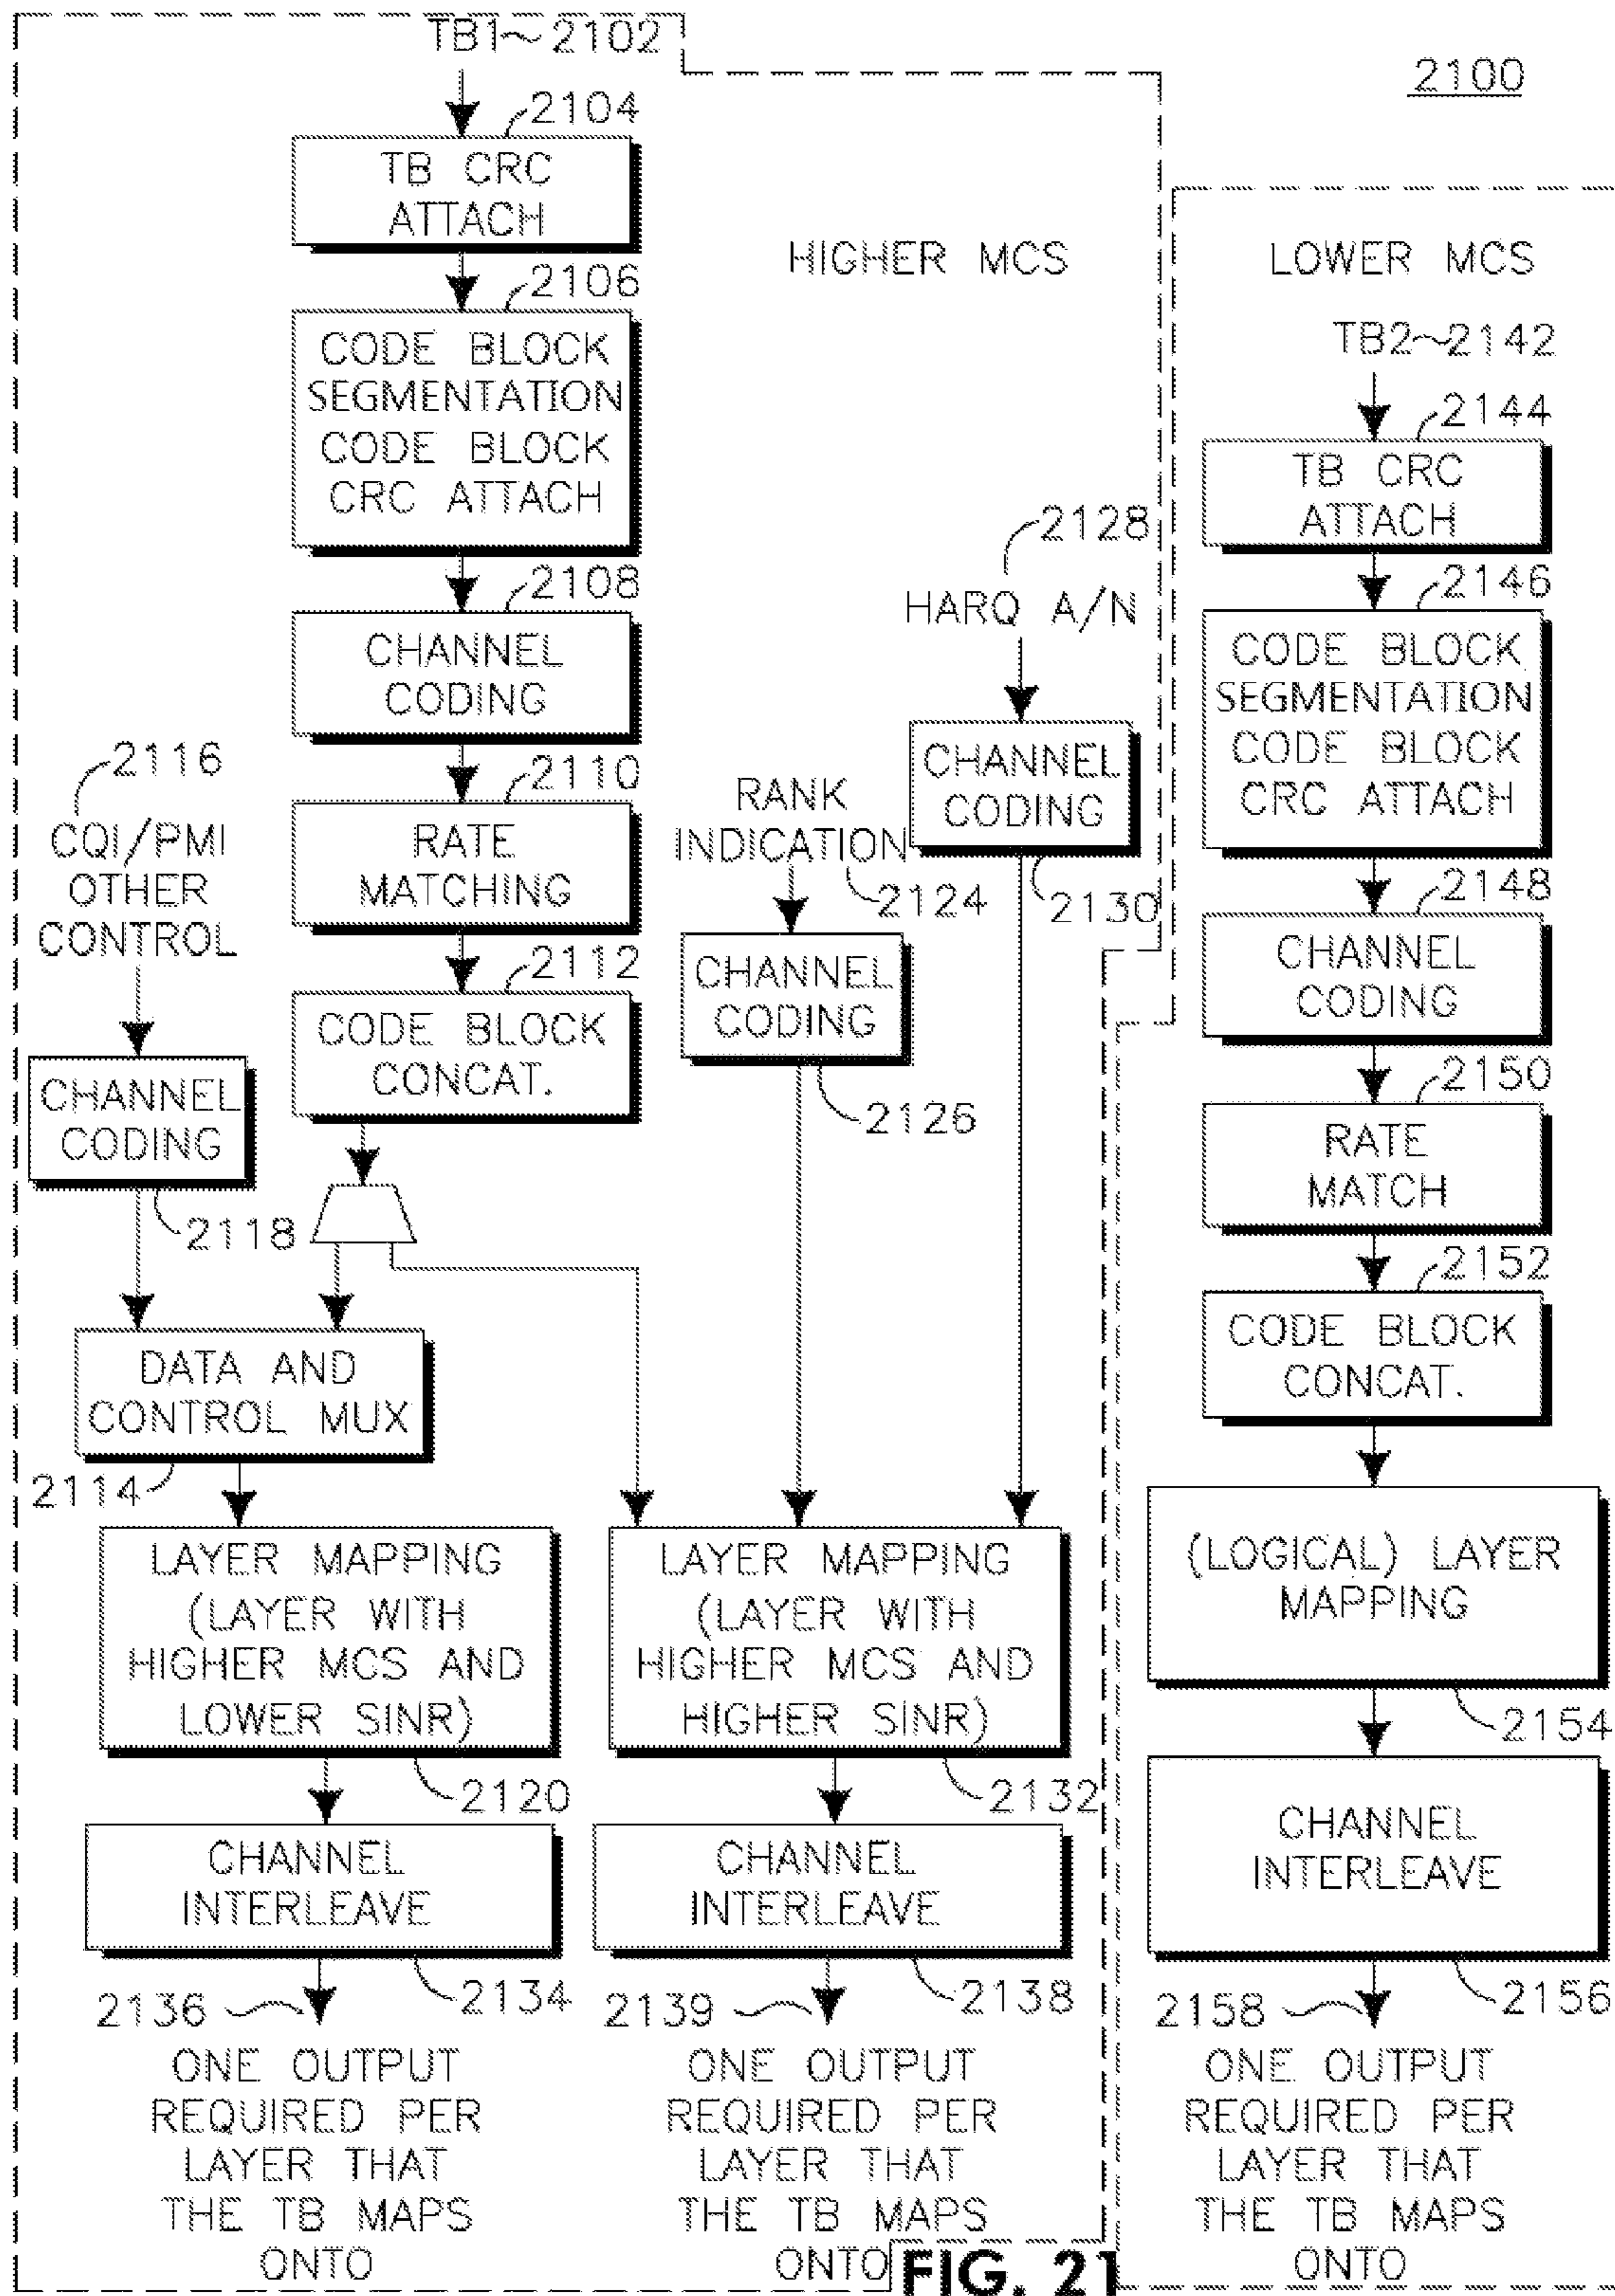 2100
TB1~2102
2104
TB CRC
ATTACH
2106
CODE BLOCK
SEGMENTATION
CODE BLOCK
CRC ATTACH
2108
CHANNEL
CODING
2110
RATE
MATCHING
2112
CODE BLOCK
CONCAT.
2116
CQI/PMI
OTHER
CONTROL
CHANNEL
CODING
2118
DATA AND
CONTROL MUX
2114
HIGHER MCS
RANK
INDICATION
2124
CHANNEL
CODING
2126
2128
HARQ A/N
CHANNEL
CODING
2130
LAYER MAPPING
(LAYER WITH
HIGHER MCS AND
LOWER SINR)
2120
CHANNEL
INTERLEAVE
2134
2136
ONE OUTPUT
REQUIRED PER
LAYER THAT
THE TB MAPS
ONTO
LAYER MAPPING
(LAYER WITH
HIGHER MCS AND
HIGHER SINR)
2132
CHANNEL
INTERLEAVE
2138
2139
ONE OUTPUT
REQUIRED PER
LAYER THAT
THE TB MAPS
ONTO
LOWER MCS
TB2~2142
2144
TB CRC
ATTACH
2146
CODE BLOCK
SEGMENTATION
CODE BLOCK
CRC ATTACH
2148
CHANNEL
CODING
2150
RATE
MATCH
2152
CODE BLOCK
CONCAT.
(LOGICAL) LAYER
MAPPING
2154
CHANNEL
INTERLEAVE
2156
2158
ONE OUTPUT
REQUIRED PER
LAYER THAT
THE TB MAPS
ONTO
FIG. 21